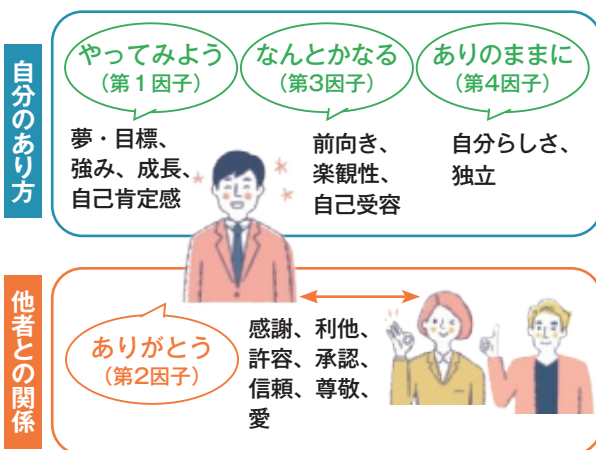 自分のあり方
やってみよう
(第1因子)
夢・目標、
強み、成長、
自己肯定感
なんとかなる
(第3因子)
前向き、
楽観性、
自己受容
ありのままに
(第4因子)
自分らしさ、
独立
他者との関係
ありがとう
(第2因子)
感謝、利他、
許容、承認、
信頼、尊敬、
愛